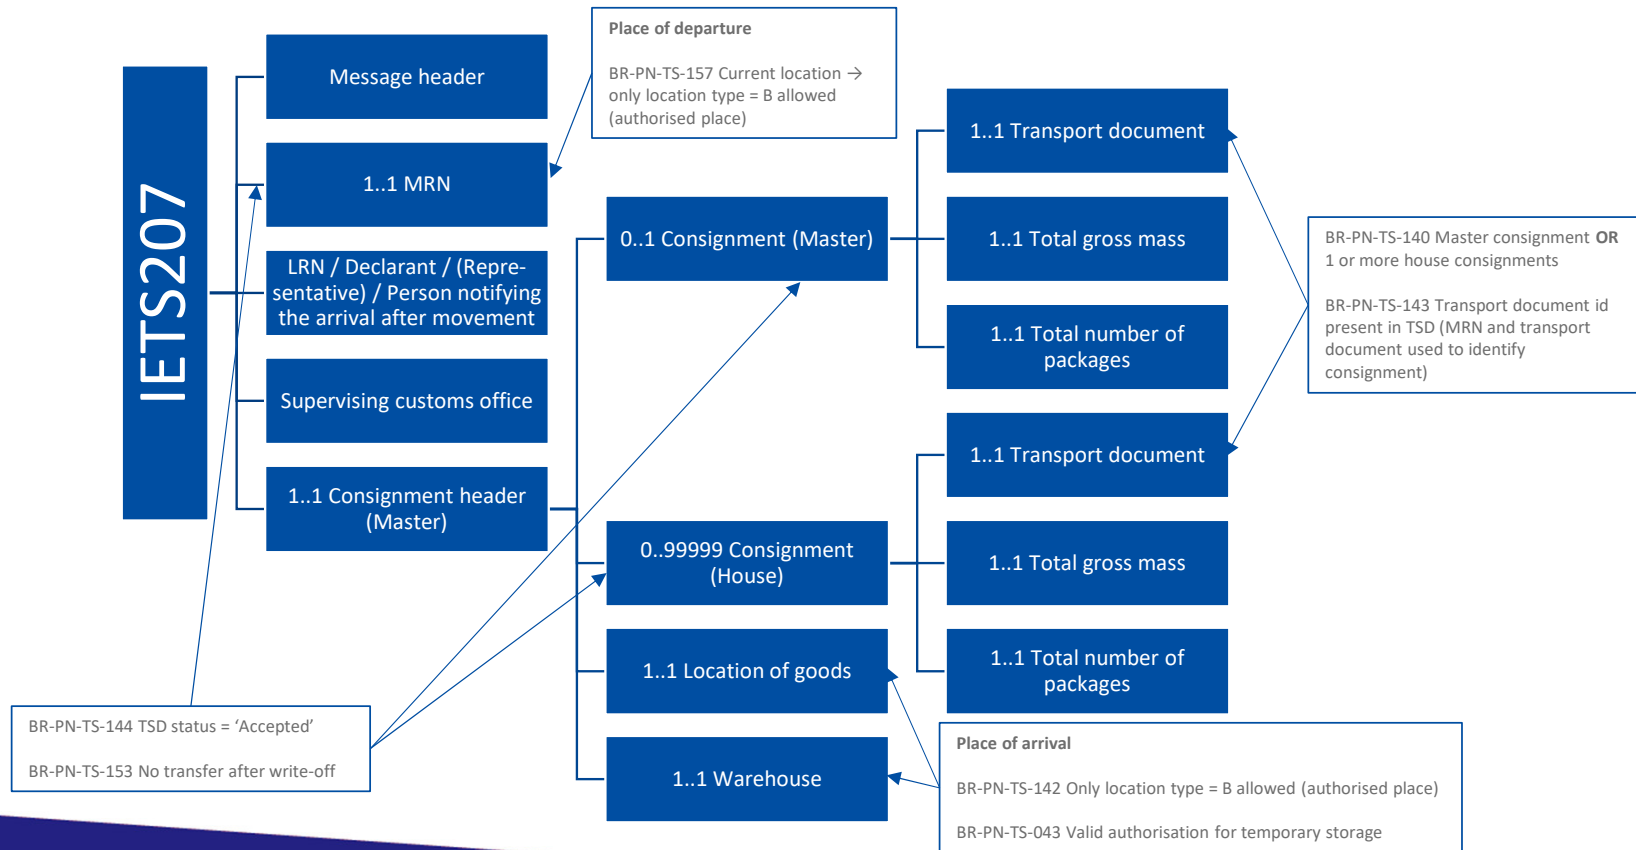 IETS207
Message header
1..1 MRN
LRN / Declarant / (Repre-
sentative) / Person notifying
the arrival after movement
Supervising customs office
1..1 Consignment header
(Master)
Place of departure
BR-PN-TS-157 Current location →
only location type = B allowed
(authorised place)
0..1 Consignment (Master)
0..99999 Consignment
(House)
1..1 Location of goods
1..1 Warehouse
1..1 Transport document
1..1 Total gross mass
1..1 Total number of
packages
1..1 Transport document
1..1 Total gross mass
1..1 Total number of
packages
BR-PN-TS-140 Master consignment OR
1 or more house consignments
BR-PN-TS-143 Transport document id
present in TSD (MRN and transport
document used to identify
consignment)
BR-PN-TS-144 TSD status = ‘Accepted’
BR-PN-TS-153 No transfer after write-off
Place of arrival
BR-PN-TS-142 Only location type = B allowed (authorised place)
BR-PN-TS-043 Valid authorisation for temporary storage